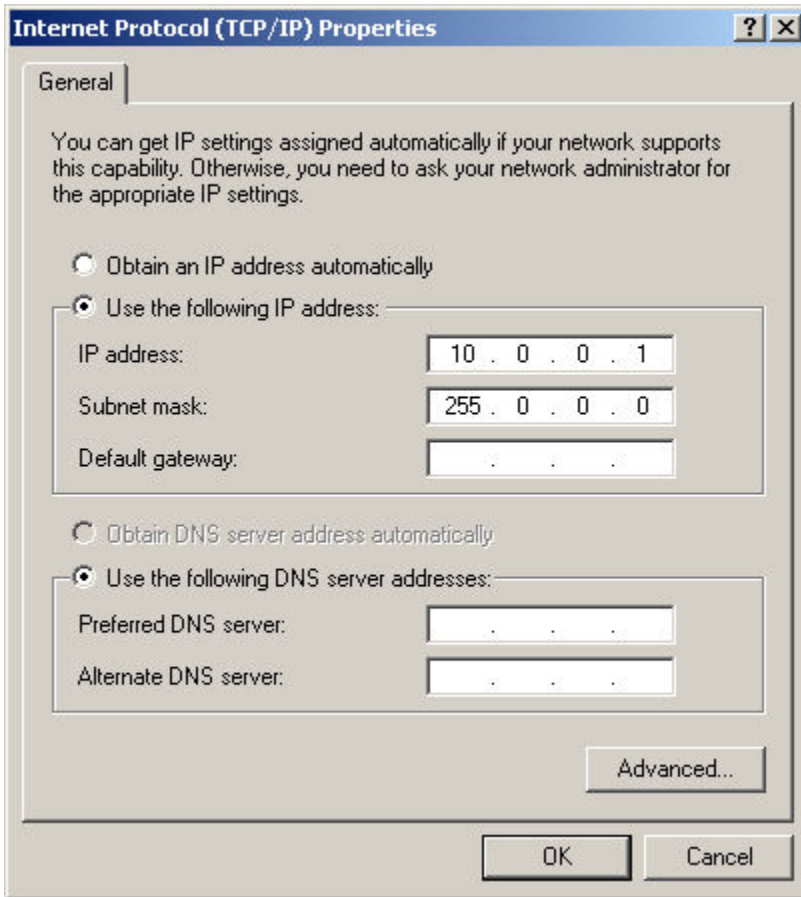 Internet Protocol (TCP/IP) Properties
General
You can get IP settings assigned automatically if your network supports
this capability. Otherwise, you need to ask your network administrator for
the appropriate IP settings.
Obtain an IP address automatically
Use the following IP address:
IP address: 10 . 0 . 0 . 1
Subnet mask: 255 . 0 . 0 . 0
Default gateway: . . .
Obtain DNS server address automatically
Use the following DNS server addresses:
Preferred DNS server: . . .
Alternate DNS server: . . .
Advanced...
OK Cancel